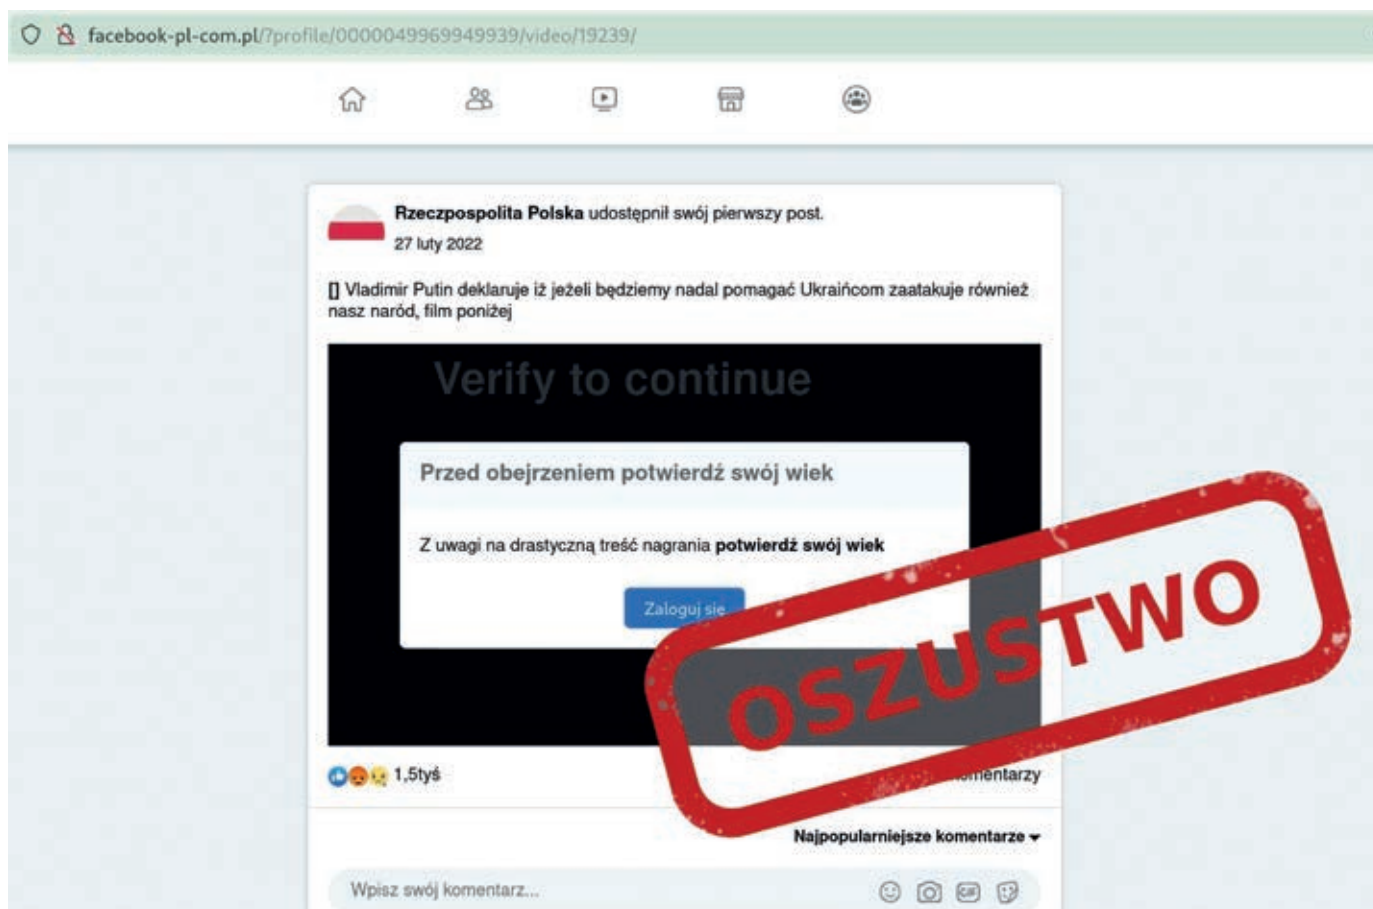 facebook-pl-com.pl/?profile/0000049969949939/video/19239/
Rzeczpospolita Polska udostępnił swój pierwszy post.
27 luty 2022
[] Vladimir Putin deklaruje iż jeżeli będziemy nadal pomagać Ukraińcom zaatakuje również
nasz naród, film poniżej
Verify to continue
Przed obejrzeniem potwierdź swój wiek
Z uwagi na drastyczną treść nagrania potwierdź swój wiek
Zaloguj się
OSZUSTWO
1,5tyś
komentarzy
Najpopularniejsze komentarze
Wpisz swój komentarz...
GIF